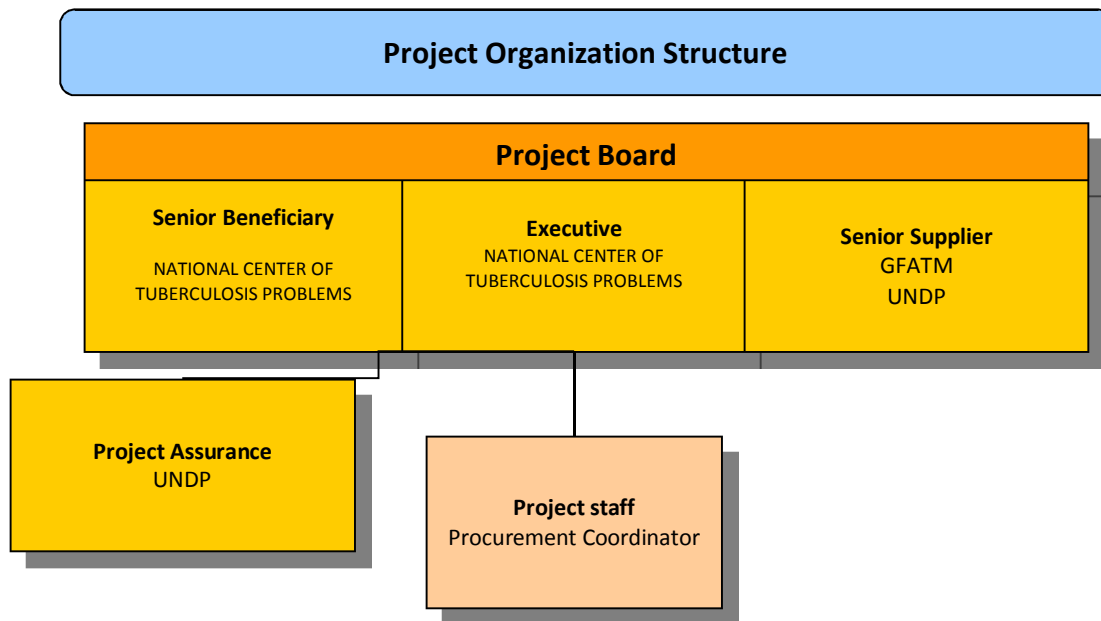 Project Organization Structure
Project Board
Senior Beneficiary
NATIONAL CENTER OF
TUBERCULOSIS PROBLEMS
Executive
NATIONAL CENTER OF
TUBERCULOSIS PROBLEMS
Senior Supplier
GFATM
UNDP
Project Assurance
UNDP
Project staff
Procurement Coordinator